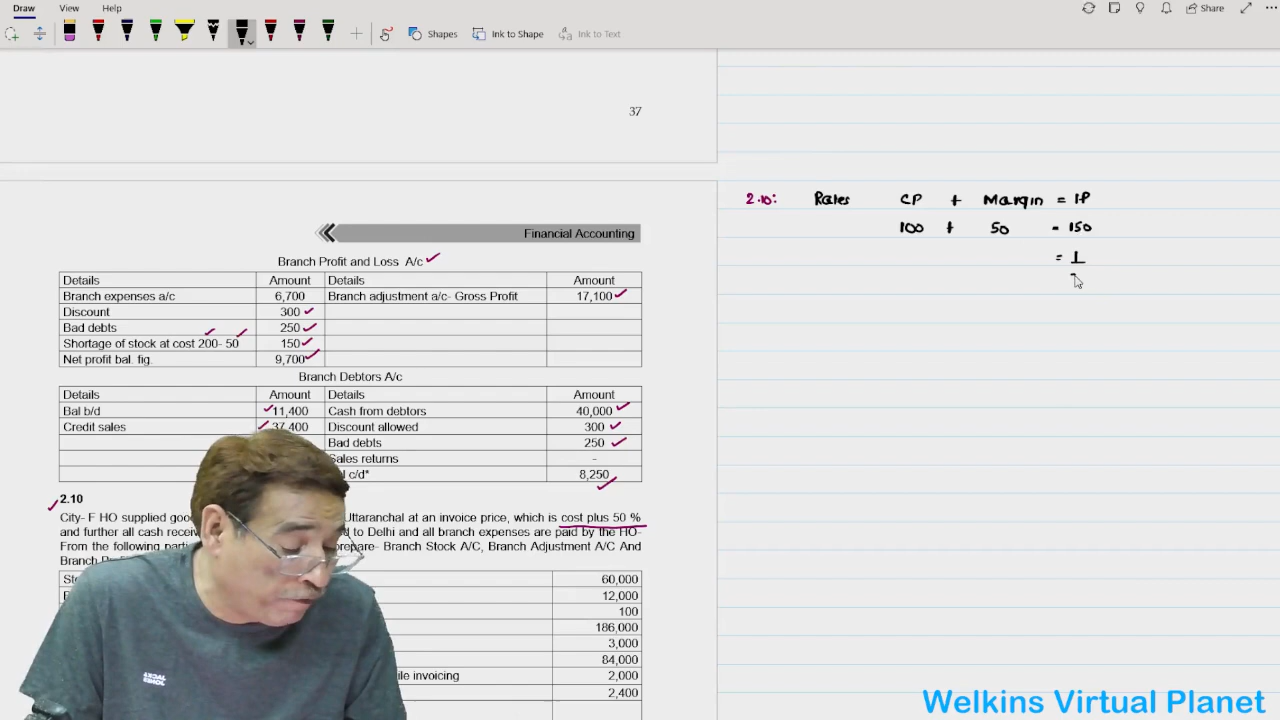 Draw View Help
Share
Shapes Ink to Shape Ink to Text
37
2.10: Rates CP + Margin = IP
100 + 50 = 150
= 1
Financial Accounting
Branch Profit and Loss A/c
Details Amount Details Amount
Branch expenses a/c 6,700 Branch adjustment a/c- Gross Profit 17,100
Discount 300
Bad debts 250
Shortage of stock at cost 200- 50 150
Net profit bal. fig. 9,700
Branch Debtors A/c
Details Amount Details Amount
Bal b/d 11,400 Cash from debtors 40,000
Credit sales 37,400 Discount allowed 300
Bad debts 250
Sales returns -
c/d* 8,250
2.10
City- F HO supplied Uttaranchal at an invoice price, which is cost plus 50 %
and further all cash to Delhi and all branch expenses are paid by the HO-
From the following prepare- Branch Stock A/C, Branch Adjustment A/C And
Branch
60,000
12,000
100
186,000
3,000
84,000
invoicing 2,000
2,400
Welkins Virtual Planet